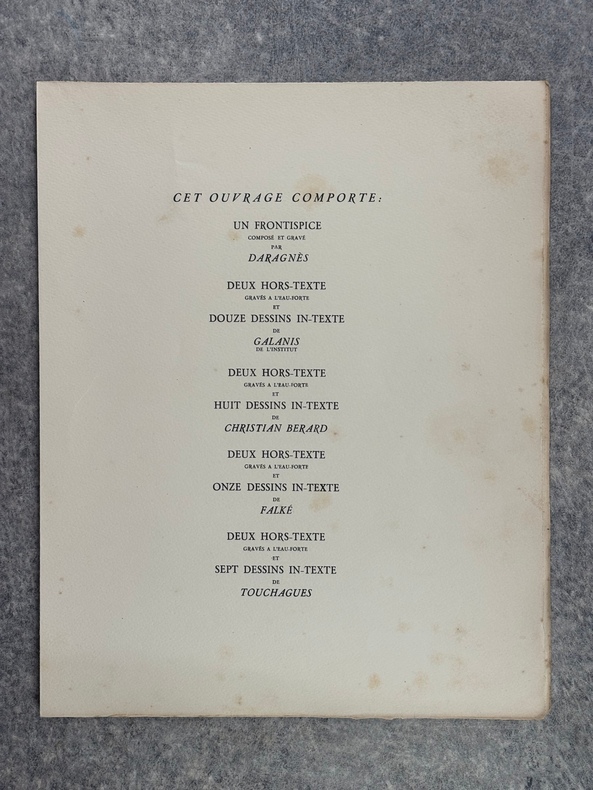 CET OUVRAGE COMPORTE:
UN FRONTISPICE
COMPOSÉ ET GRAVÉ
PAR
DARAGNÈS
DEUX HORS-TEXTE
GRAVÉS A L'EAU-FORTE
ET
DOUZE DESSINS IN-TEXTE
DE
GALANIS
DE L'INSTITUT
DEUX HORS-TEXTE
GRAVÉS A L'EAU-FORTE
ET
HUIT DESSINS IN-TEXTE
DE
CHRISTIAN BERARD
DEUX HORS-TEXTE
GRAVÉS A L'EAU-FORTE
ET
ONZE DESSINS IN-TEXTE
DE
FALKÉ
DEUX HORS-TEXTE
GRAVÉS A L'EAU-FORTE
ET
SEPT DESSINS IN-TEXTE
DE
TOUCHAGUES